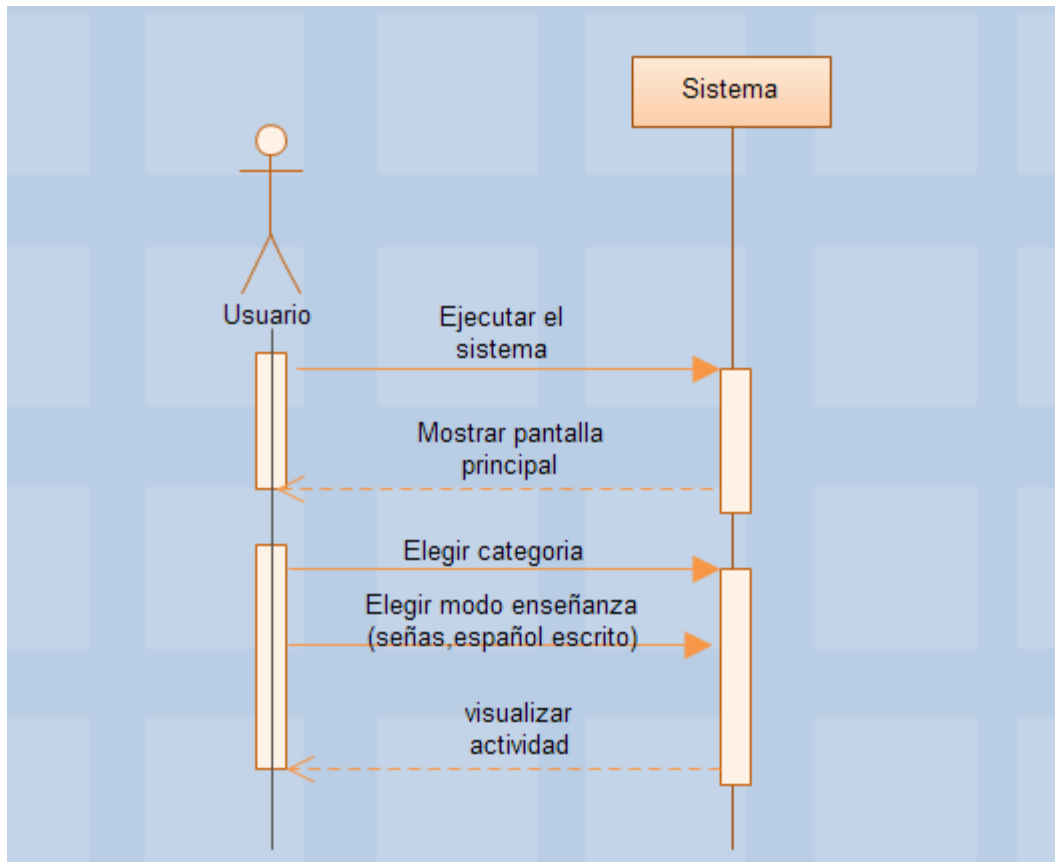 Sistema
Usuario
Ejecutar el
sistema
Mostrar pantalla
principal
Elegir categoria
Elegir modo enseñanza
(señas,español escrito)
visualizar
actividad